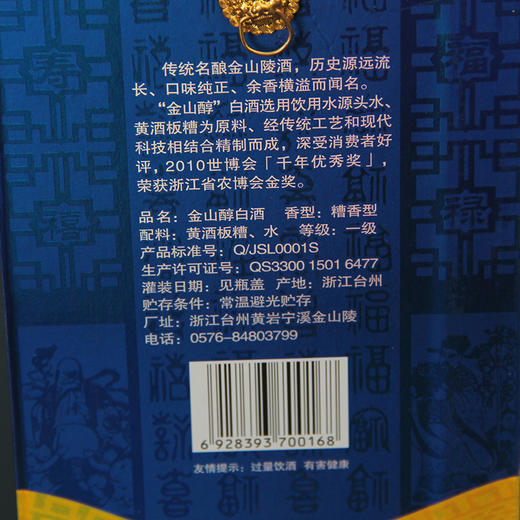 传统名酿金山陵酒，历史源远流
长、口味纯正、余香横溢而闻名。
“金山醇”白酒选用饮用水源头水、
黄酒板糟为原料、经传统工艺和现代
科技相结合精制而成，深受消费者好
评，2010世博会「千年优秀奖」，
荣获浙江省农博会金奖。
品名：金山醇白酒 香型：糟香型
配料：黄酒板糟、水 等级：一级
产品标准号：Q/JSL0001S
生产许可证号：QS3300 1501 6477
灌装日期：见瓶盖 产地：浙江台州
贮存条件：常温避光贮存
厂址：浙江台州黄岩宁溪金山陵
电话：0576-84803799
6 928393 700168
友情提示：过量饮酒 有害健康
寿
福
禧
禄